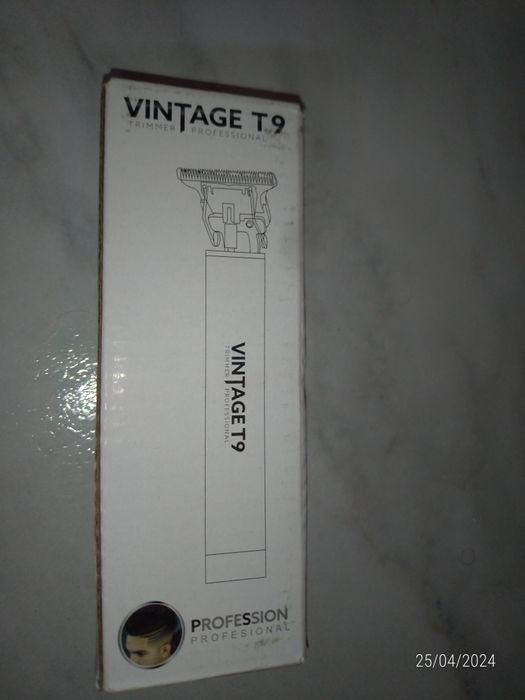 VINTAGE T9
TRIMMER PROFESSIONAL
VINTAGE T9
TRIMMER PROFESSIONAL
PROFESSION
PROFESIONAL
25/04/2024